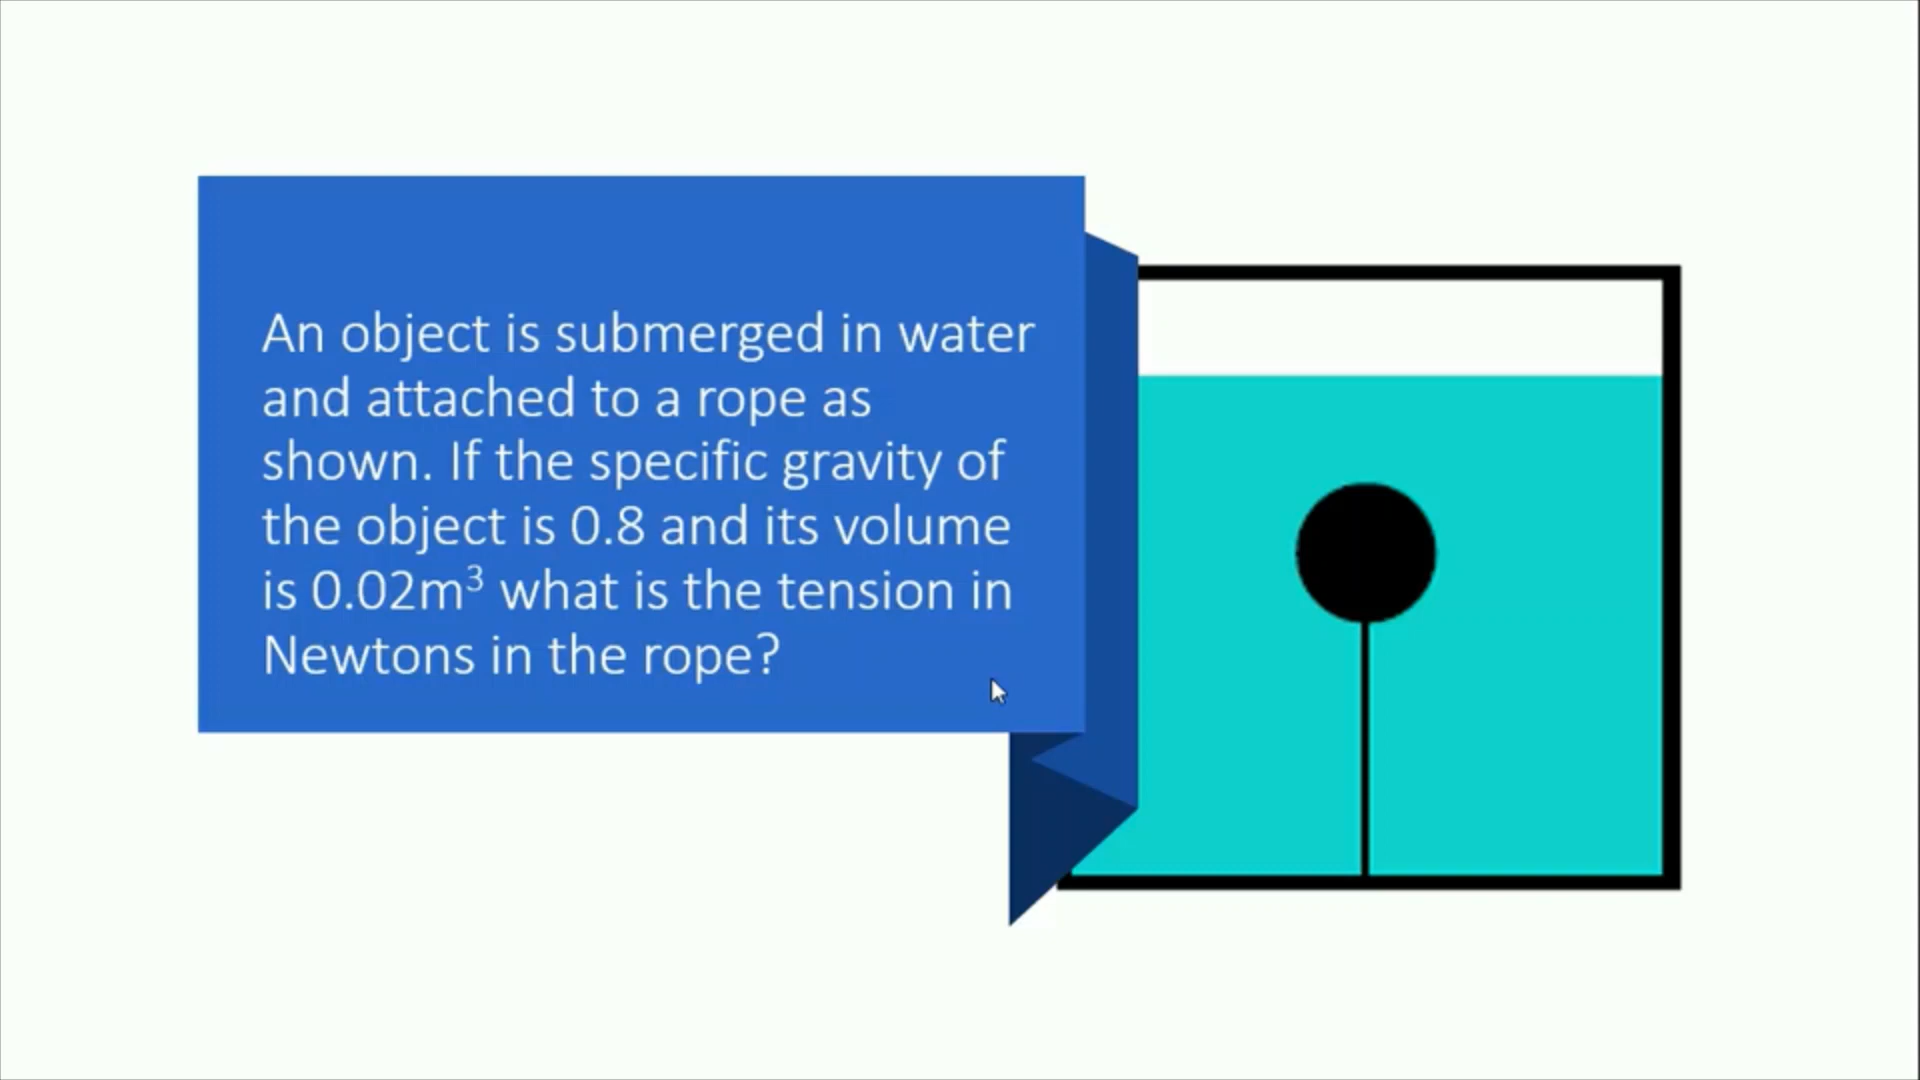 An object is submerged in water
and attached to a rope as
shown. If the specific gravity of
the object is 0.8 and its volume
is 0.02m³ what is the tension in
Newtons in the rope?